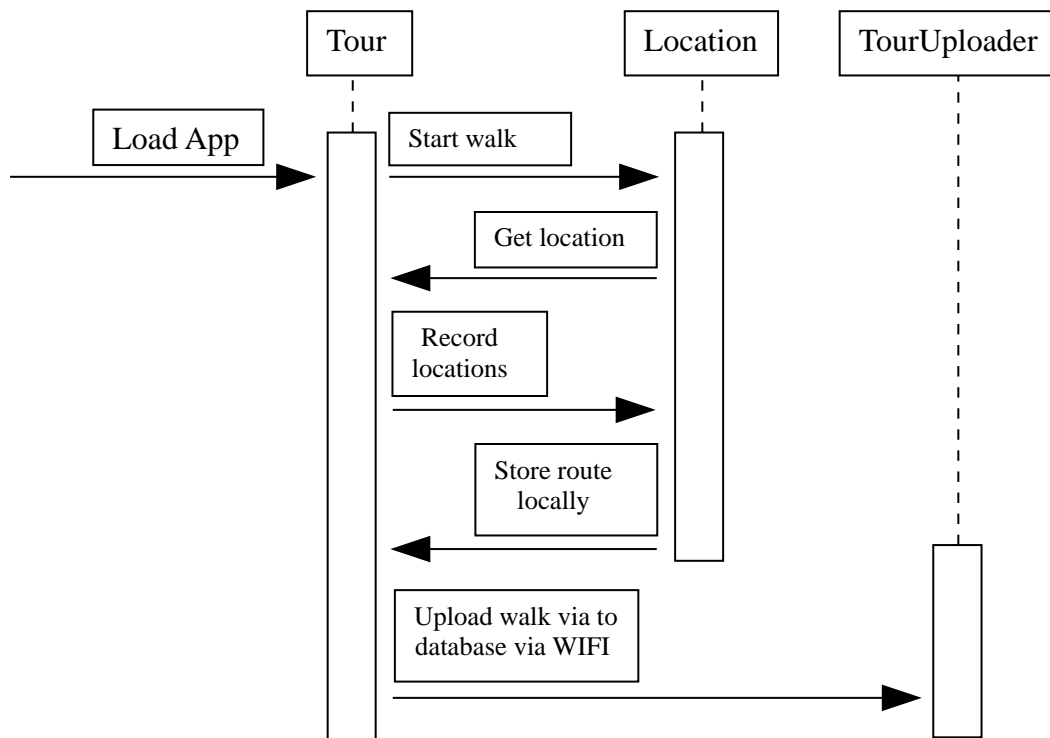 Tour
Location
TourUploader
Load App
Start walk
Get location
Record
locations
Store route
locally
Upload walk via to
database via WIFI